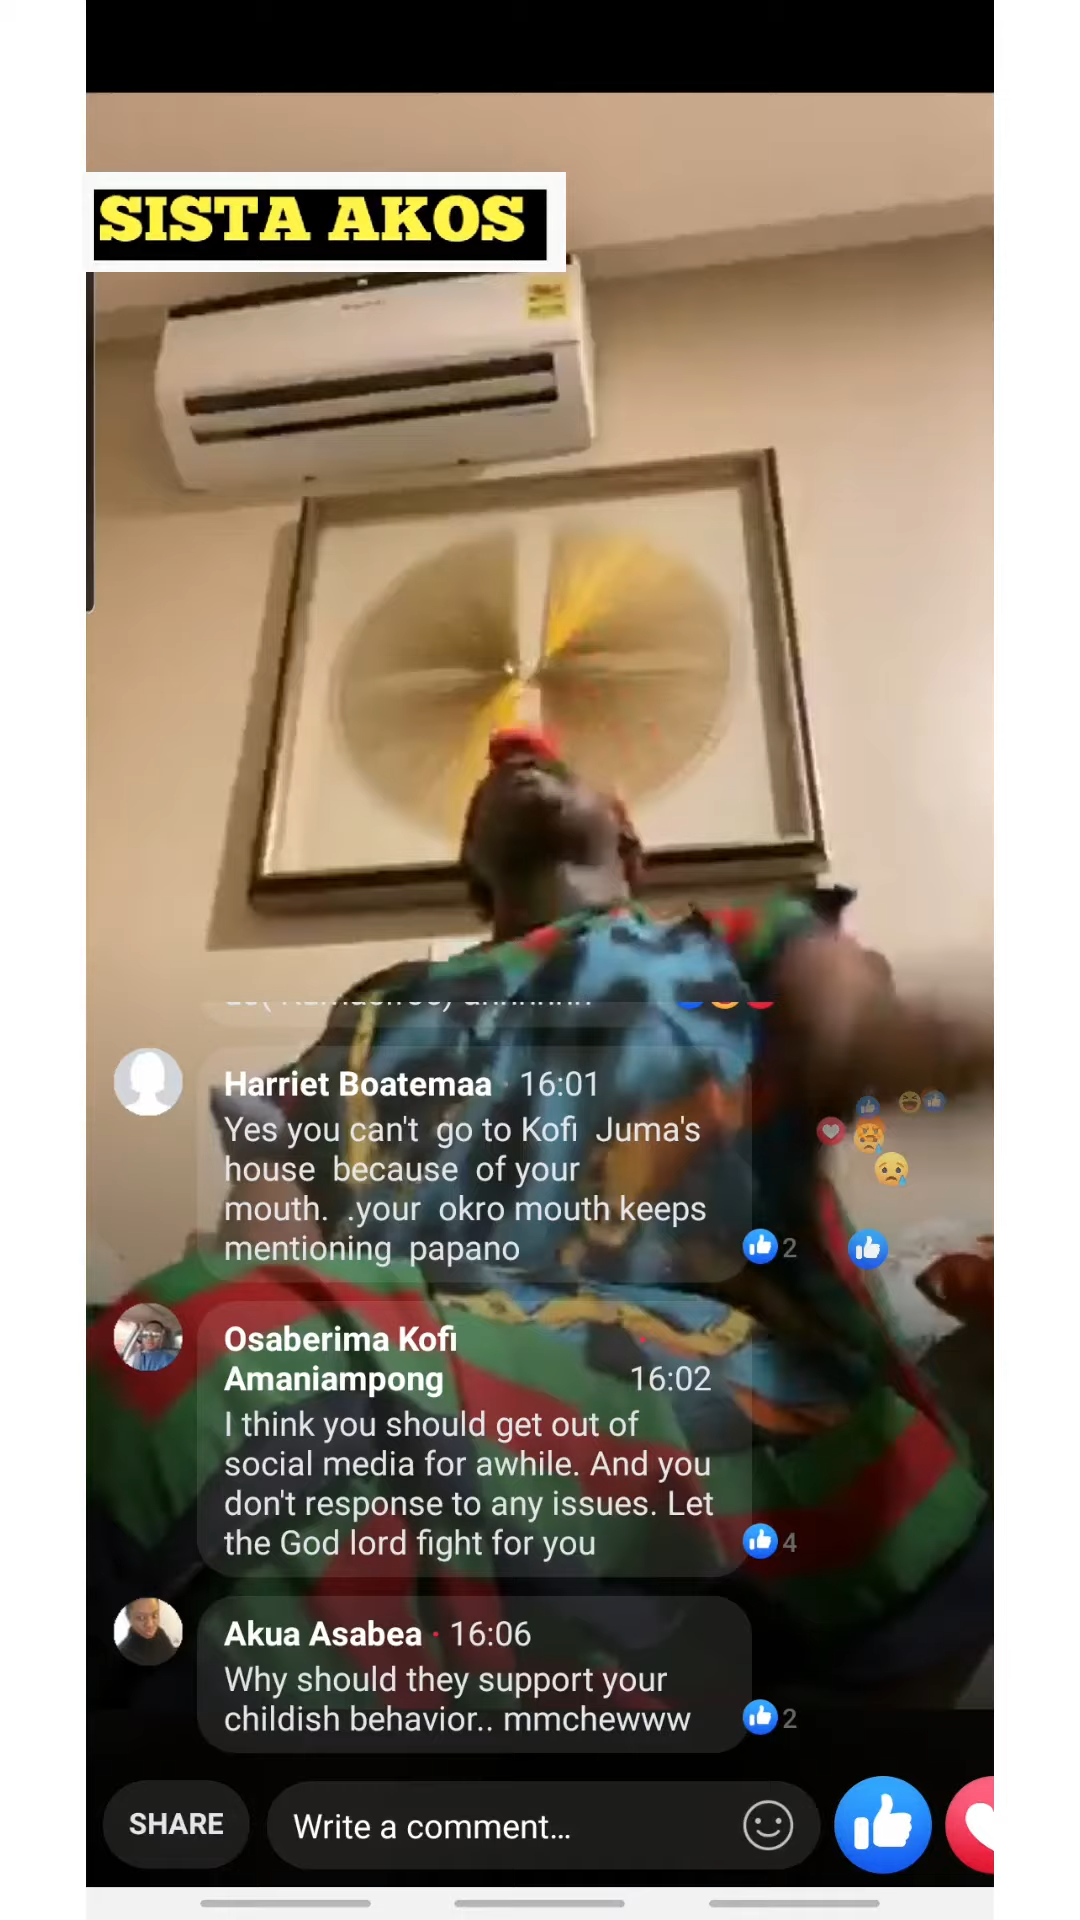 SISTA AKOS
Harriet Boatemaa · 16:01
Yes you can't go to Kofi Juma's
house because of your
mouth. .your okro mouth keeps
mentioning papano
2
Osaberima Kofi ·
Amaniampong 16:02
I think you should get out of
social media for awhile. And you
don't response to any issues. Let
the God lord fight for you
4
Akua Asabea · 16:06
Why should they support your
childish behavior.. mmchewww
2
SHARE
Write a comment...